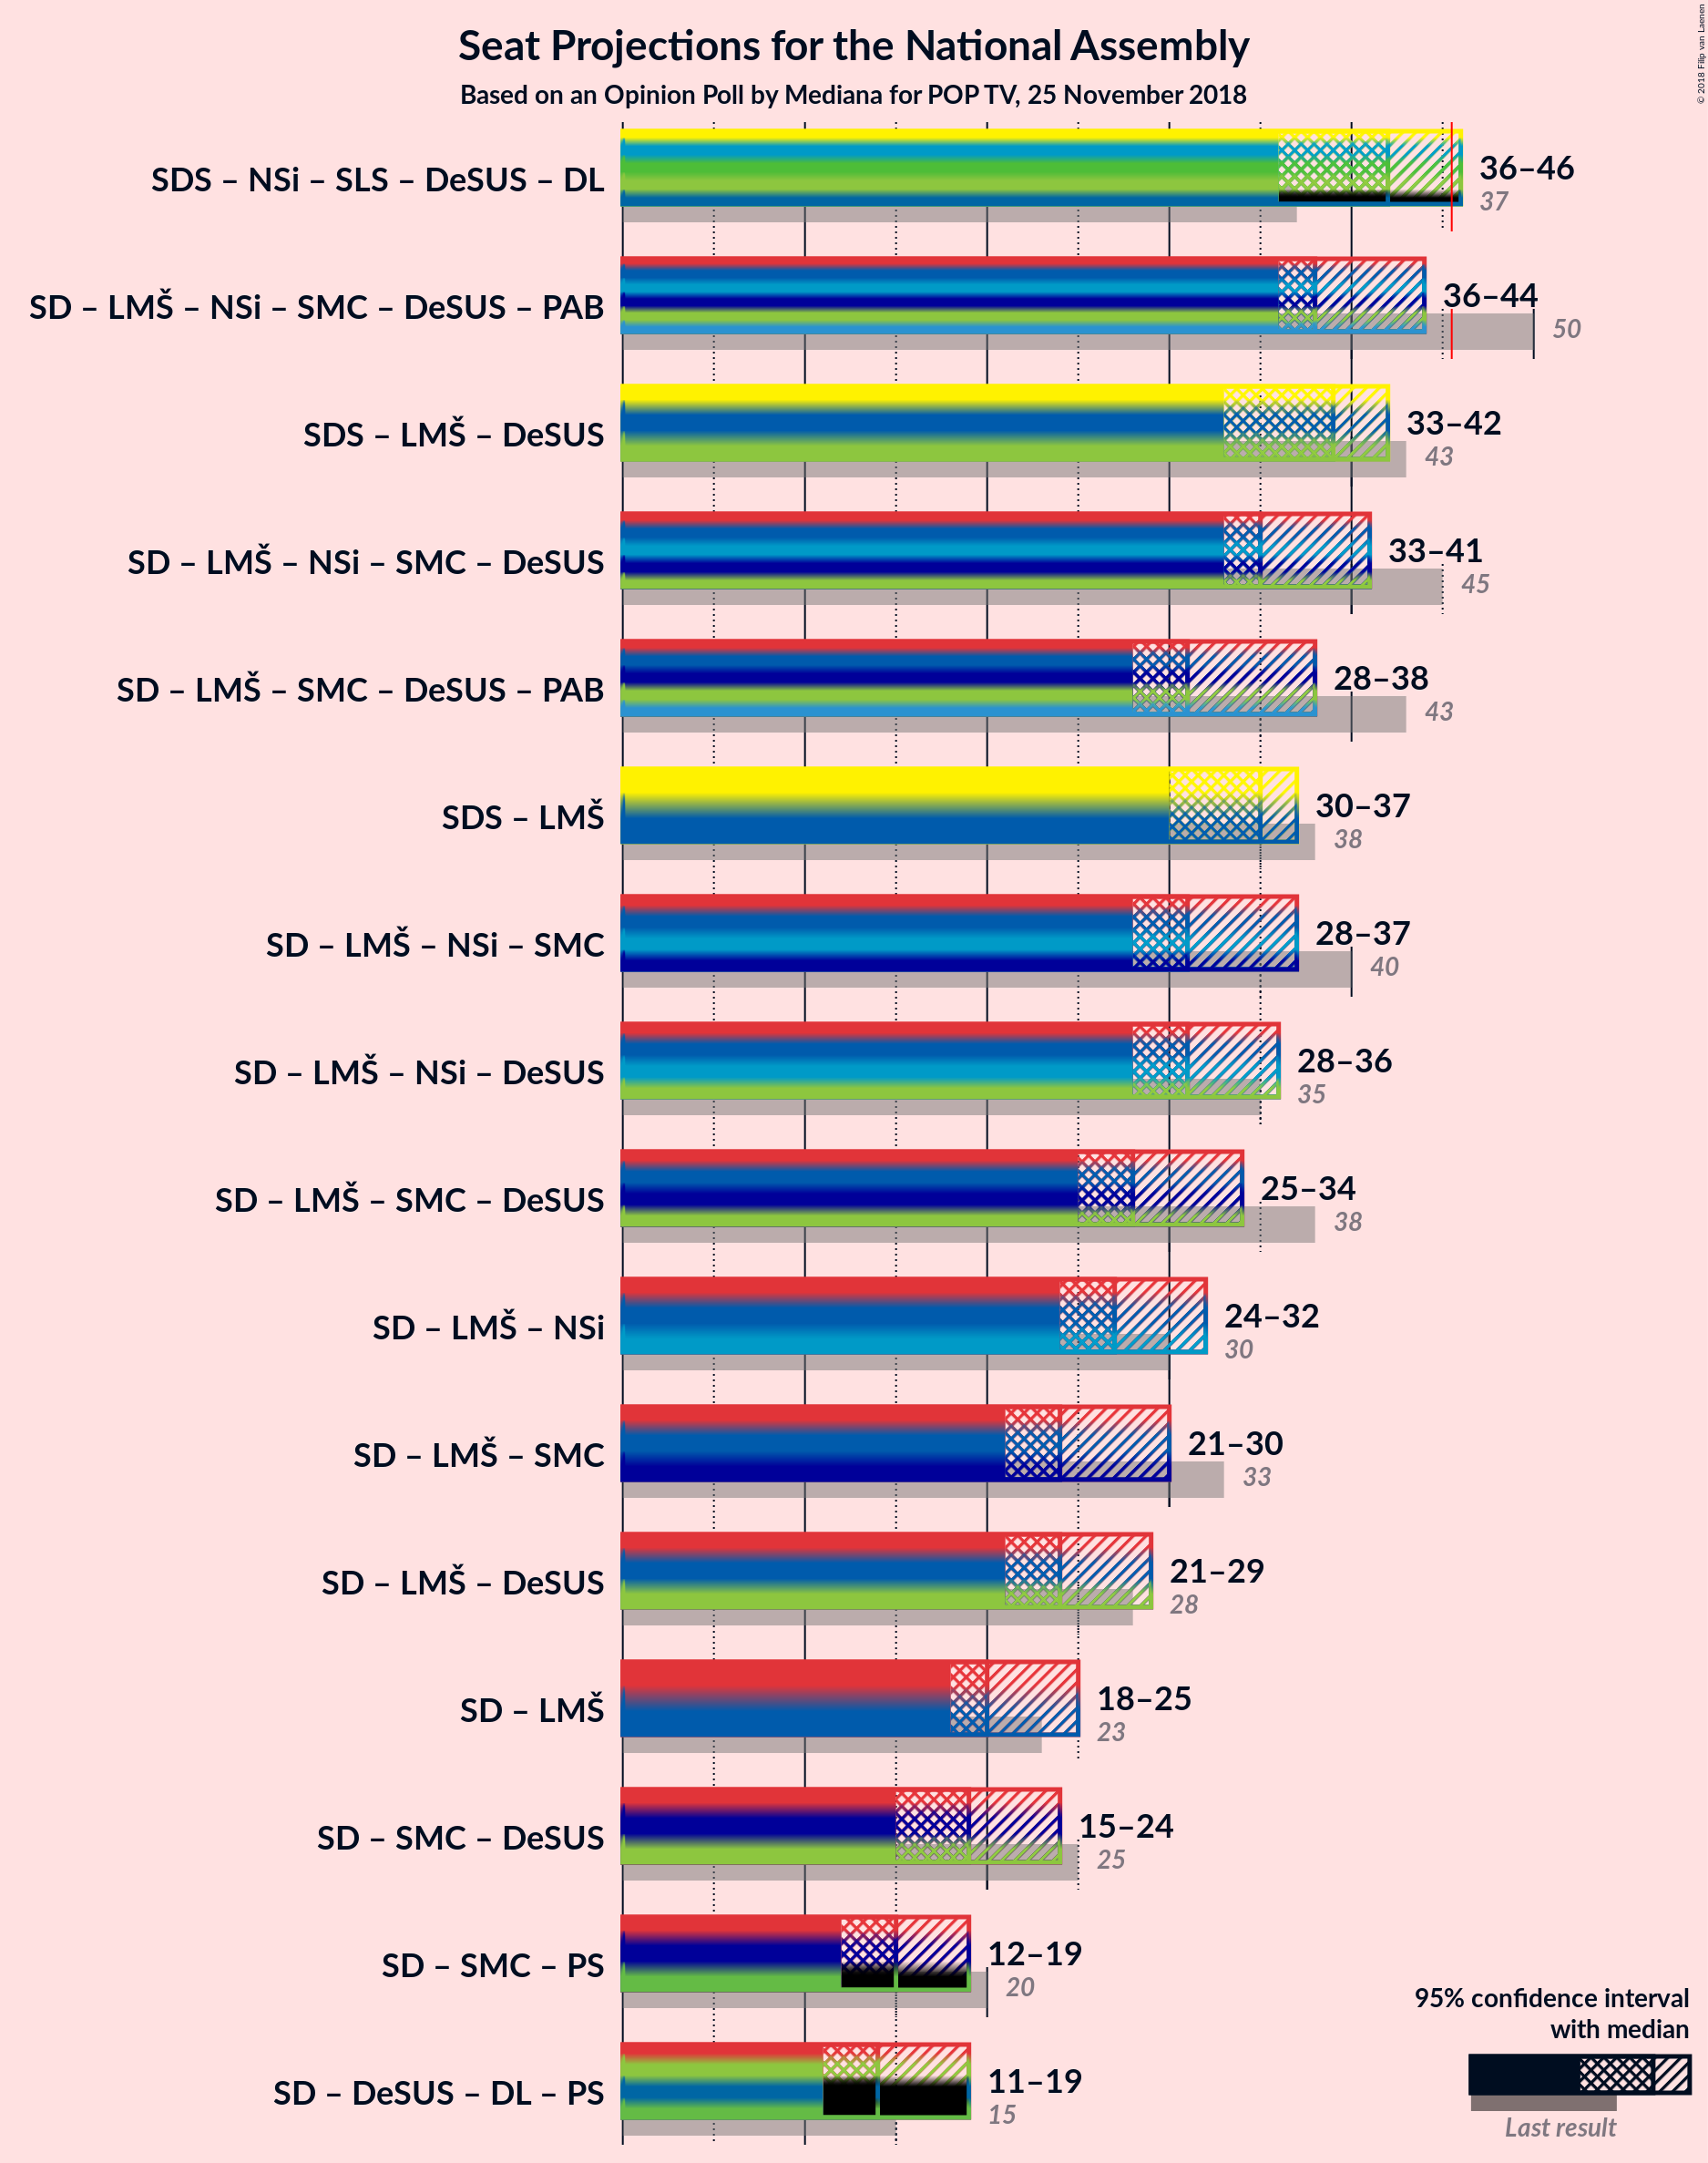 Seat Projections for the National Assembly
Based on an Opinion Poll by Mediana for POP TV, 25 November 2018
© 2018 Filip van Laenen
SDS – NSi – SLS – DeSUS – DL
36–46
37
SD – LMŠ – NSi – SMC – DeSUS – PAB
36–44
50
SDS – LMŠ – DeSUS
33–42
43
SD – LMŠ – NSi – SMC – DeSUS
33–41
45
SD – LMŠ – SMC – DeSUS – PAB
28–38
43
SDS – LMŠ
30–37
38
SD – LMŠ – NSi – SMC
28–37
40
SD – LMŠ – NSi – DeSUS
28–36
35
SD – LMŠ – SMC – DeSUS
25–34
38
SD – LMŠ – NSi
24–32
30
SD – LMŠ – SMC
21–30
33
SD – LMŠ – DeSUS
21–29
28
SD – LMŠ
18–25
23
SD – SMC – DeSUS
15–24
25
SD – SMC – PS
12–19
20
SD – DeSUS – DL – PS
11–19
15
95% confidence interval
with median
Last result